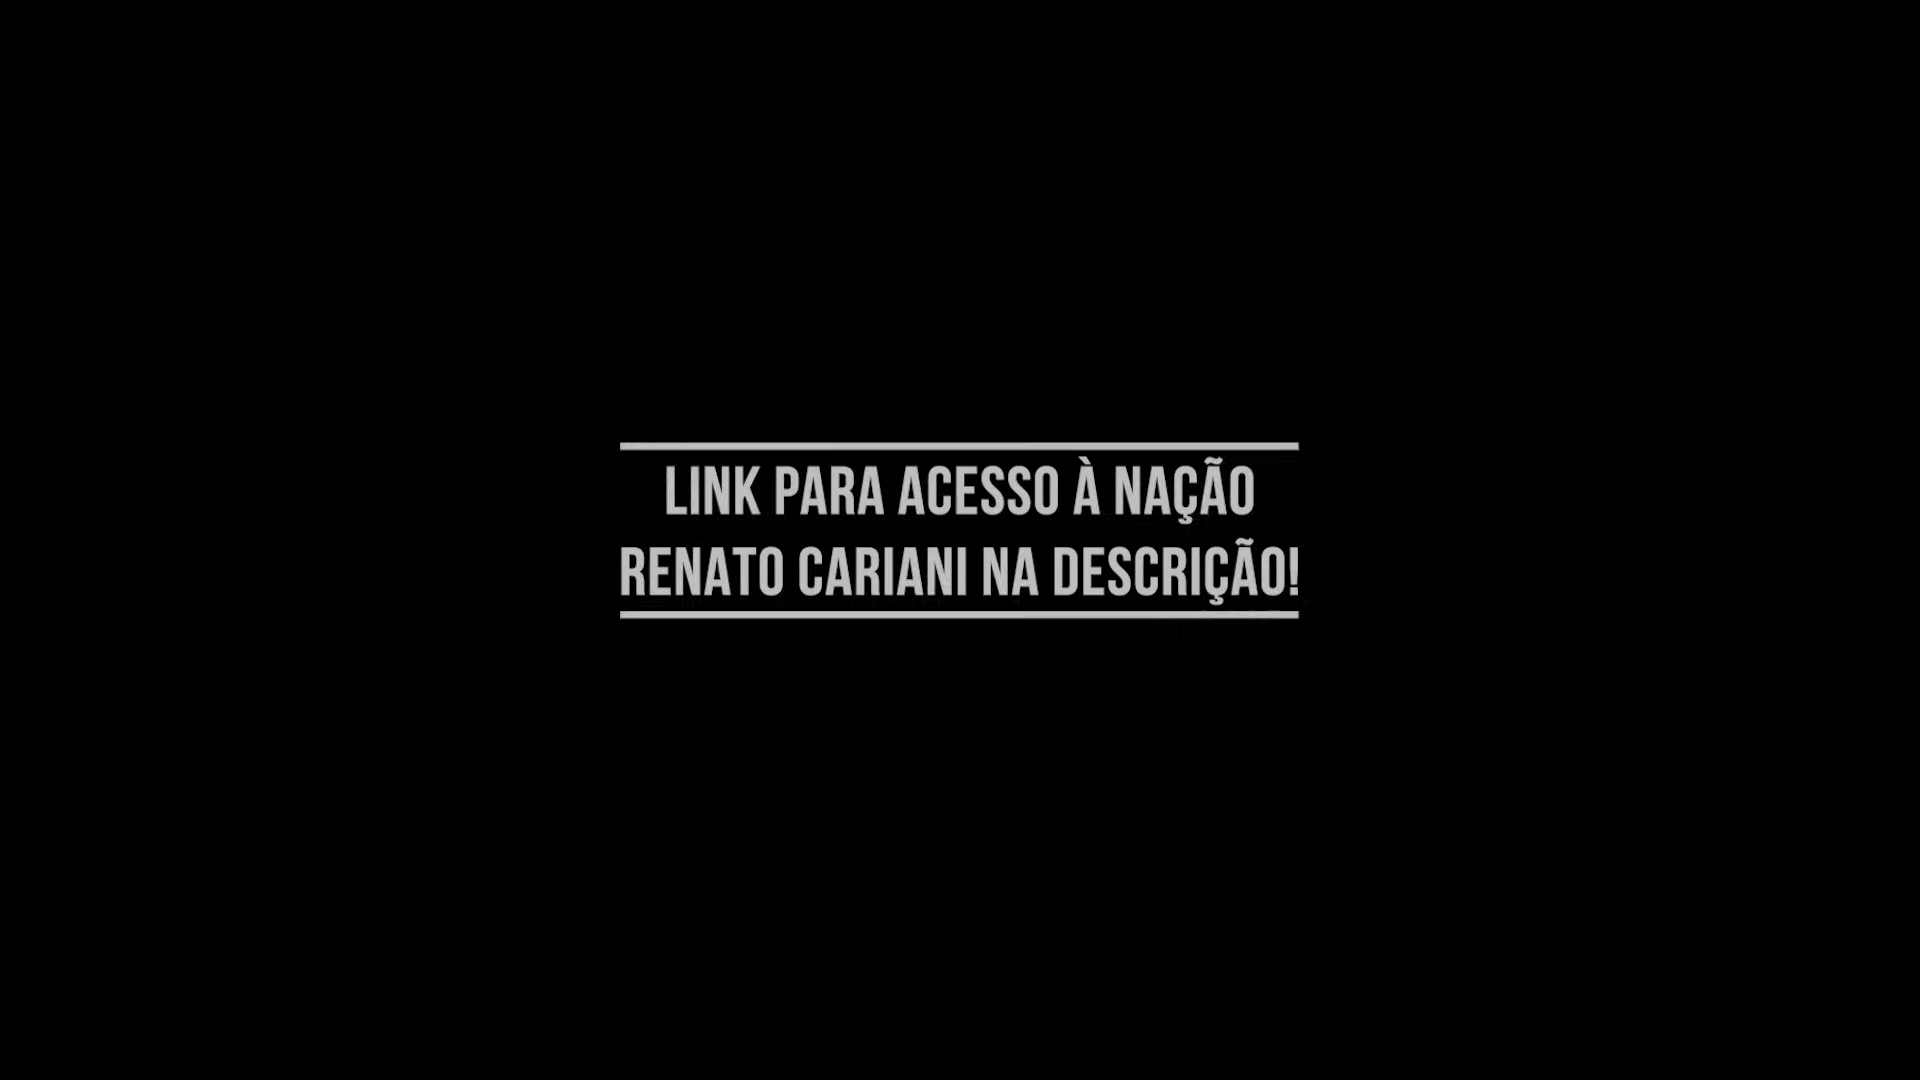 LINK PARA ACESSO À NAÇÃO
RENATO CARIANI NA DESCRIÇÃO!